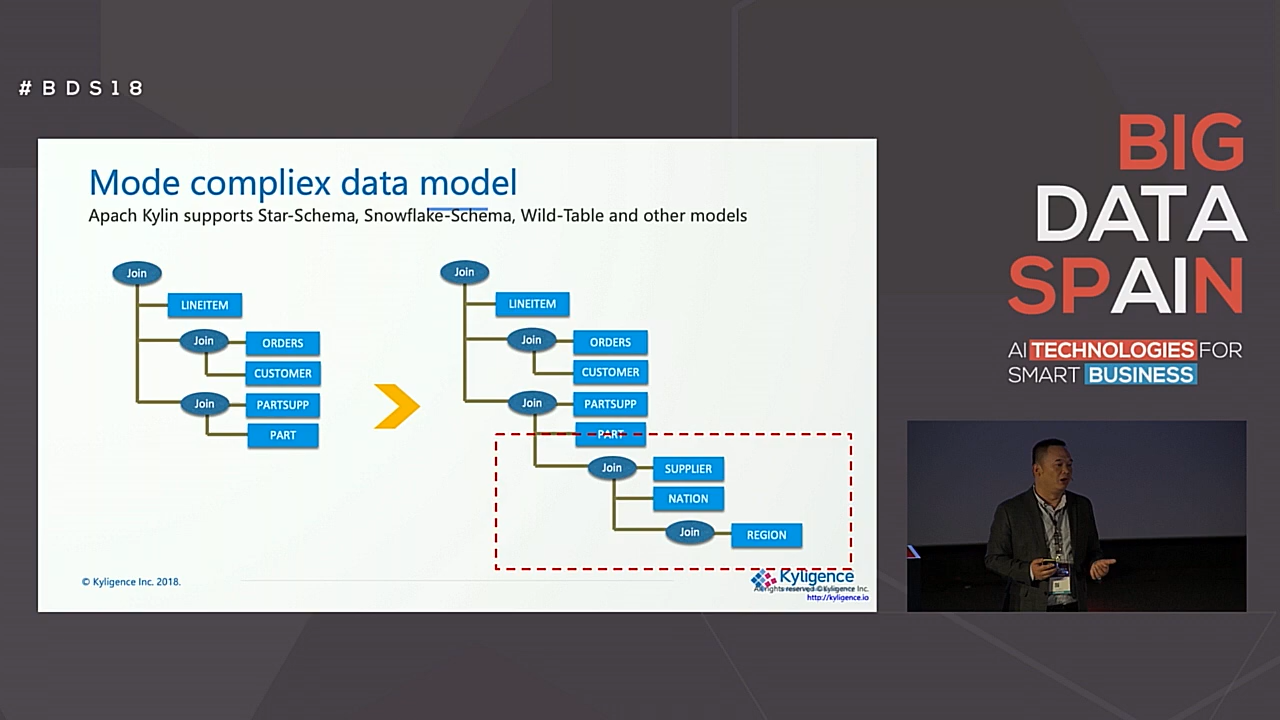 #BDS18
Mode compliex data model
Apach Kylin supports Star-Schema, Snowflake-Schema, Wild-Table and other models
Join
LINEITEM
Join
ORDERS
CUSTOMER
Join
PARTSUPP
PART
Join
LINEITEM
Join
ORDERS
CUSTOMER
Join
PARTSUPP
PART
Join
SUPPLIER
NATION
Join
REGION
© Kyligence Inc. 2018.
Kyligence
All rights reserved ©Kyligence Inc.
http://kyligence.io
BIG
DATA
SPAIN
AI TECHNOLOGIES FOR
SMART BUSINESS